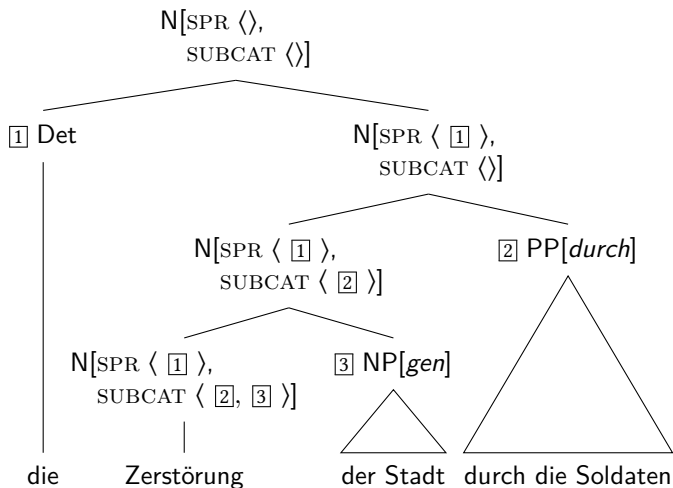 N[SPR ⟨⟩,
SUBCAT ⟨⟩]
1 Det
N[SPR ⟨ 1 ⟩,
SUBCAT ⟨⟩]
N[SPR ⟨ 1 ⟩,
SUBCAT ⟨ 2 ⟩]
2 PP[durch]
N[SPR ⟨ 1 ⟩,
SUBCAT ⟨ 2, 3 ⟩]
3 NP[gen]
die Zerstörung der Stadt durch die Soldaten